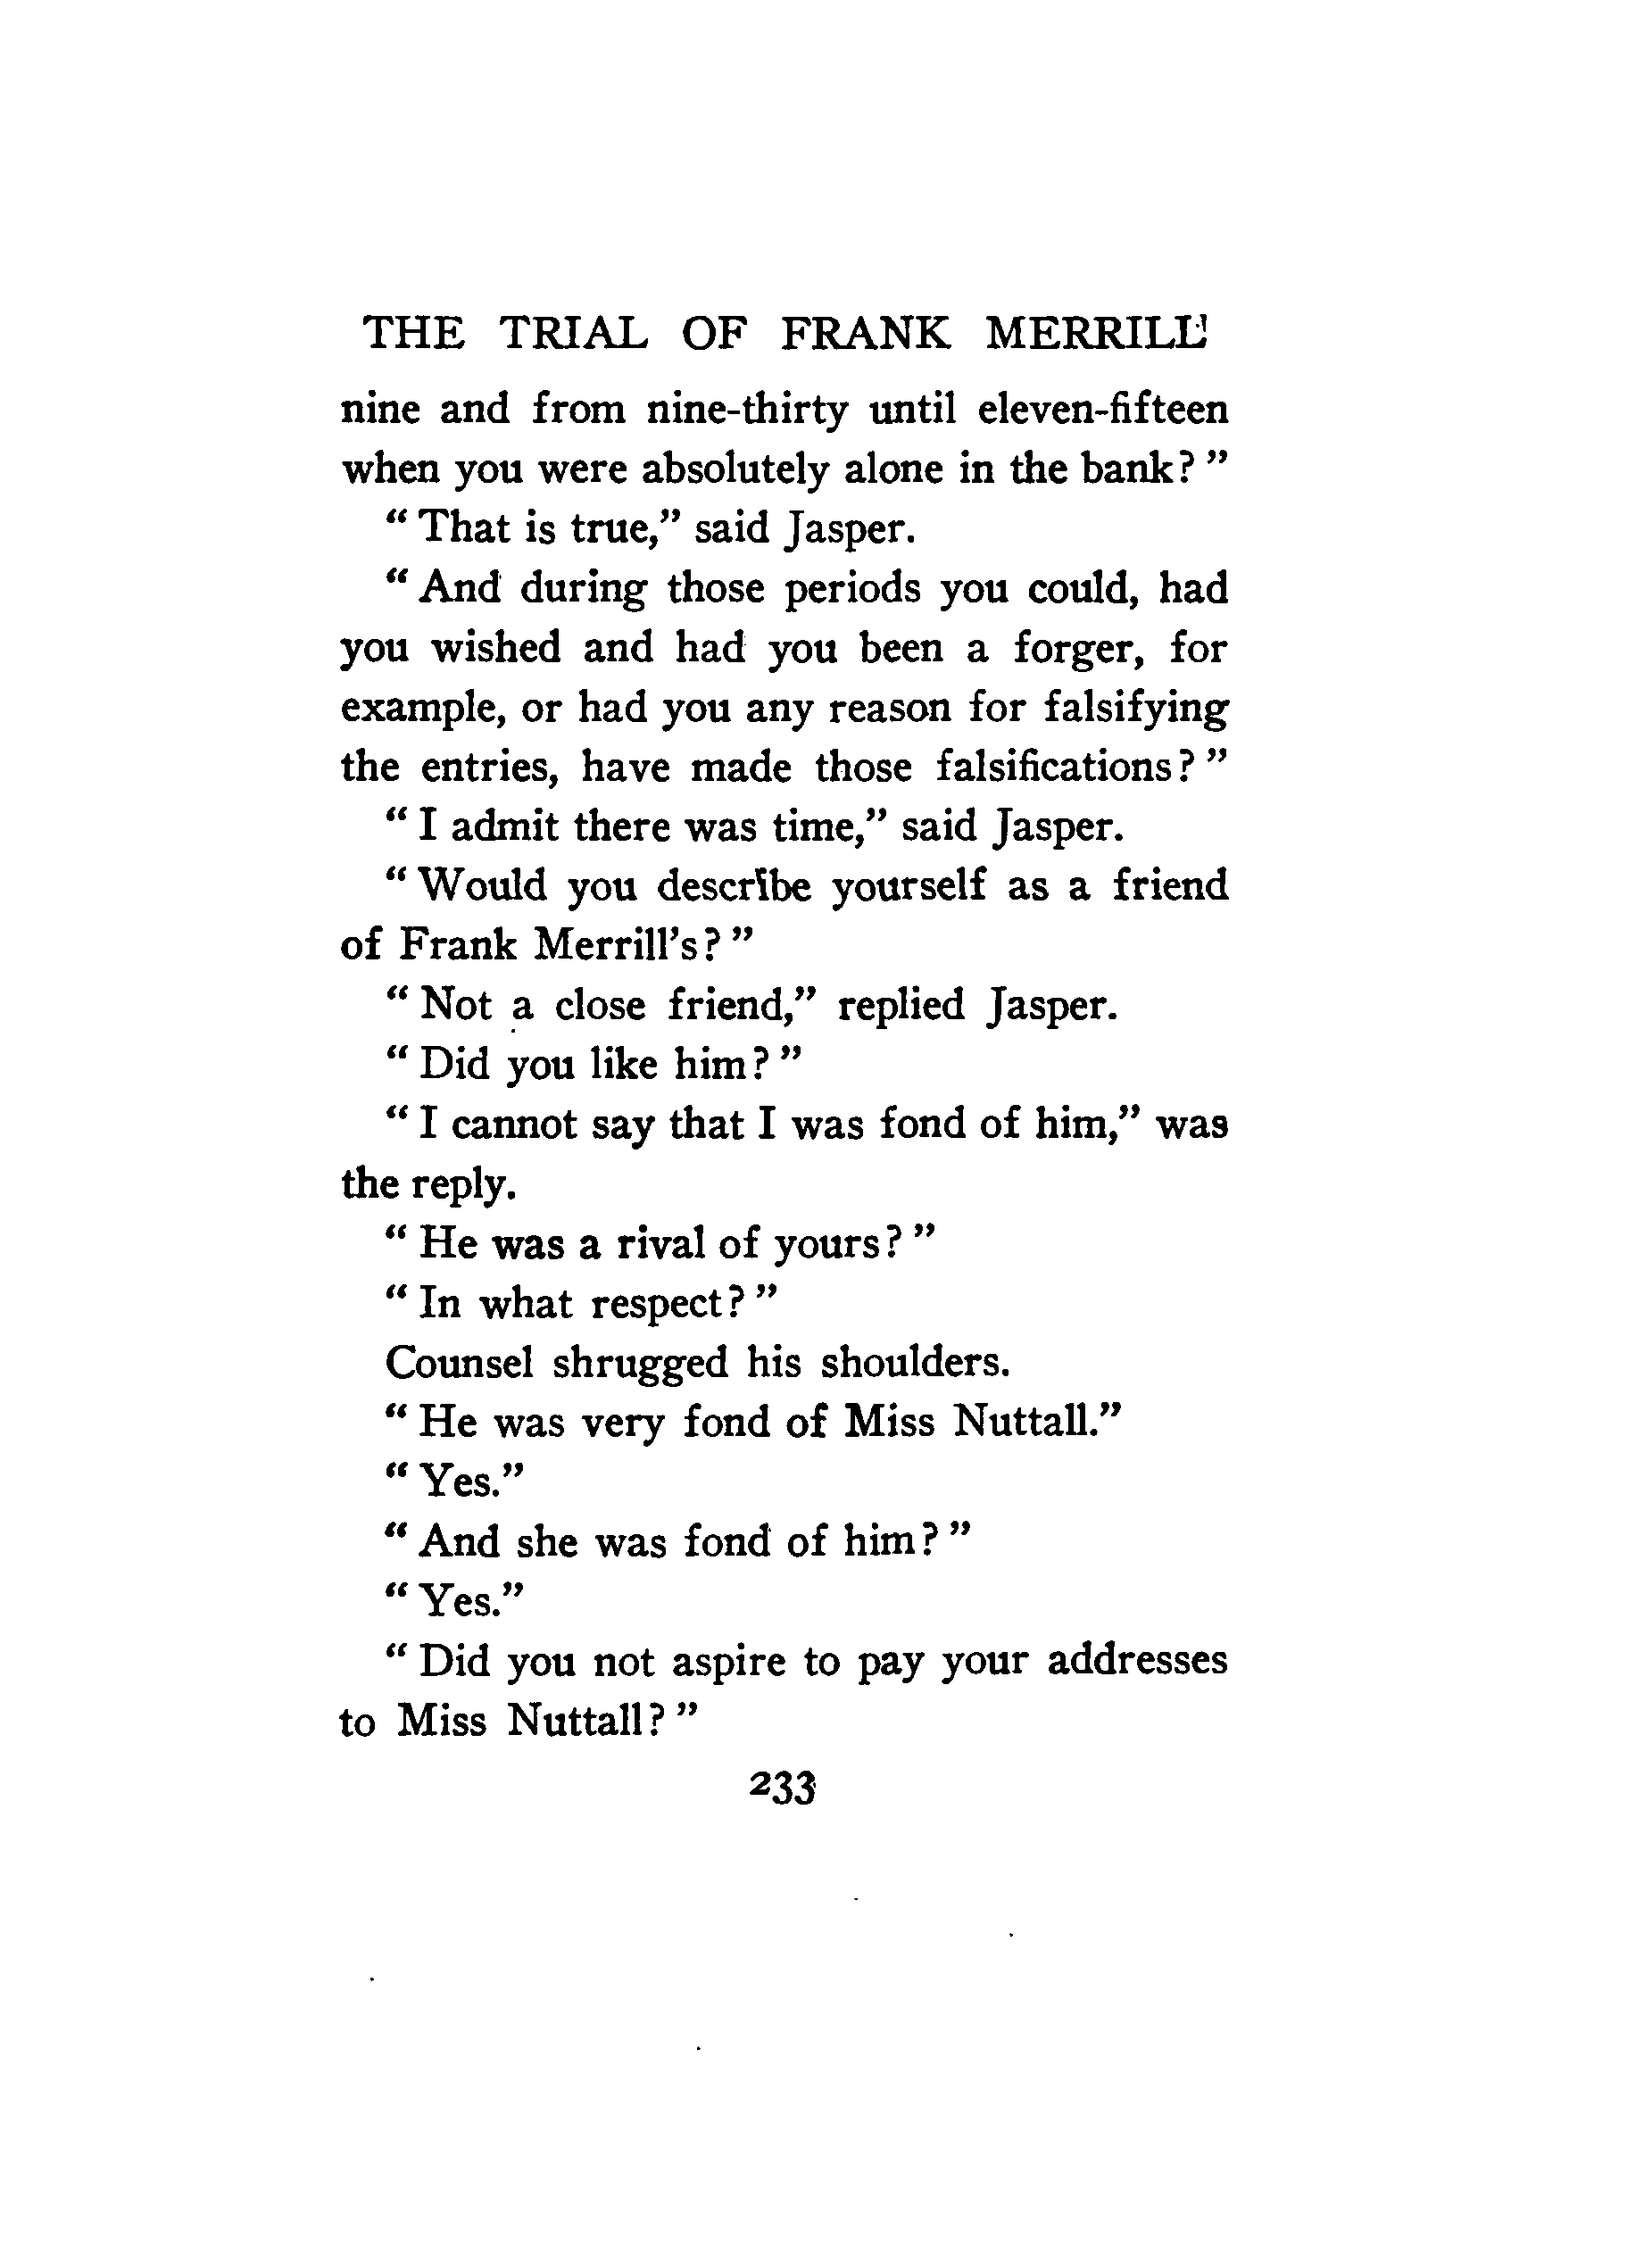 THE TRIAL OF FRANK MERRILL
nine and from nine-thirty until eleven-fifteen
when you were absolutely alone in the bank?"
"That is true," said Jasper.
"And during those periods you could, had
you wished and had you been a forger, for
example, or had you any reason for falsifying
the entries, have made those falsifications?"
"I admit there was time," said Jasper.
"Would you describe yourself as a friend
of Frank Merrill's?"
"Not a close friend," replied Jasper.
"Did you like him?"
"I cannot say that I was fond of him," was
the reply.
"He was a rival of yours?"
"In what respect?"
Counsel shrugged his shoulders.
"He was very fond of Miss Nuttall."
"Yes."
"And she was fond of him?"
"Yes."
"Did you not aspire to pay your addresses
to Miss Nuttall?"
233